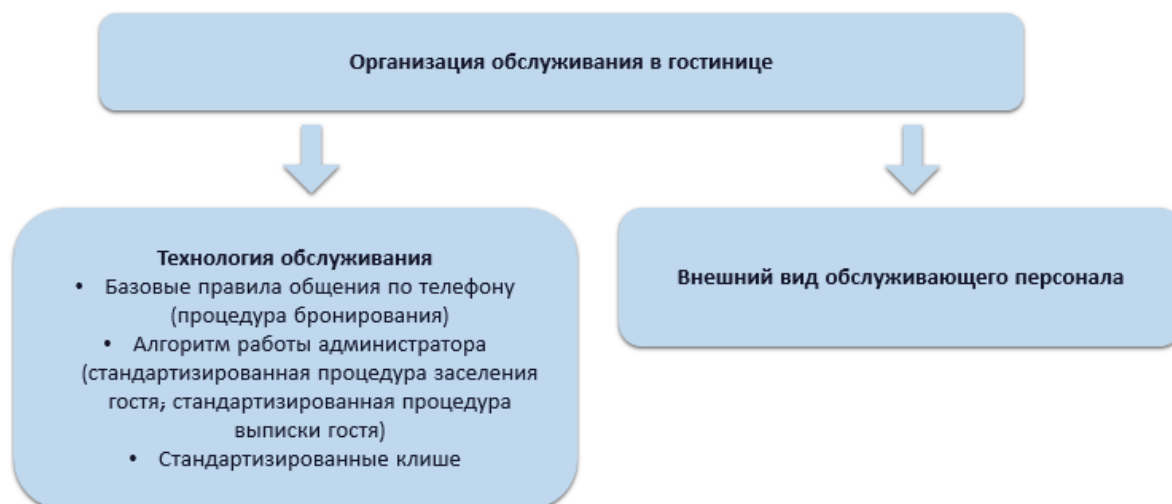 Организация обслуживания в гостинице
Технология обслуживания
• Базовые правила общения по телефону
(процедура бронирования)
• Алгоритм работы администратора
(стандартизированная процедура заселения
гостя; стандартизированная процедура
выписки гостя)
• Стандартизированные клише
Внешний вид обслуживающего персонала